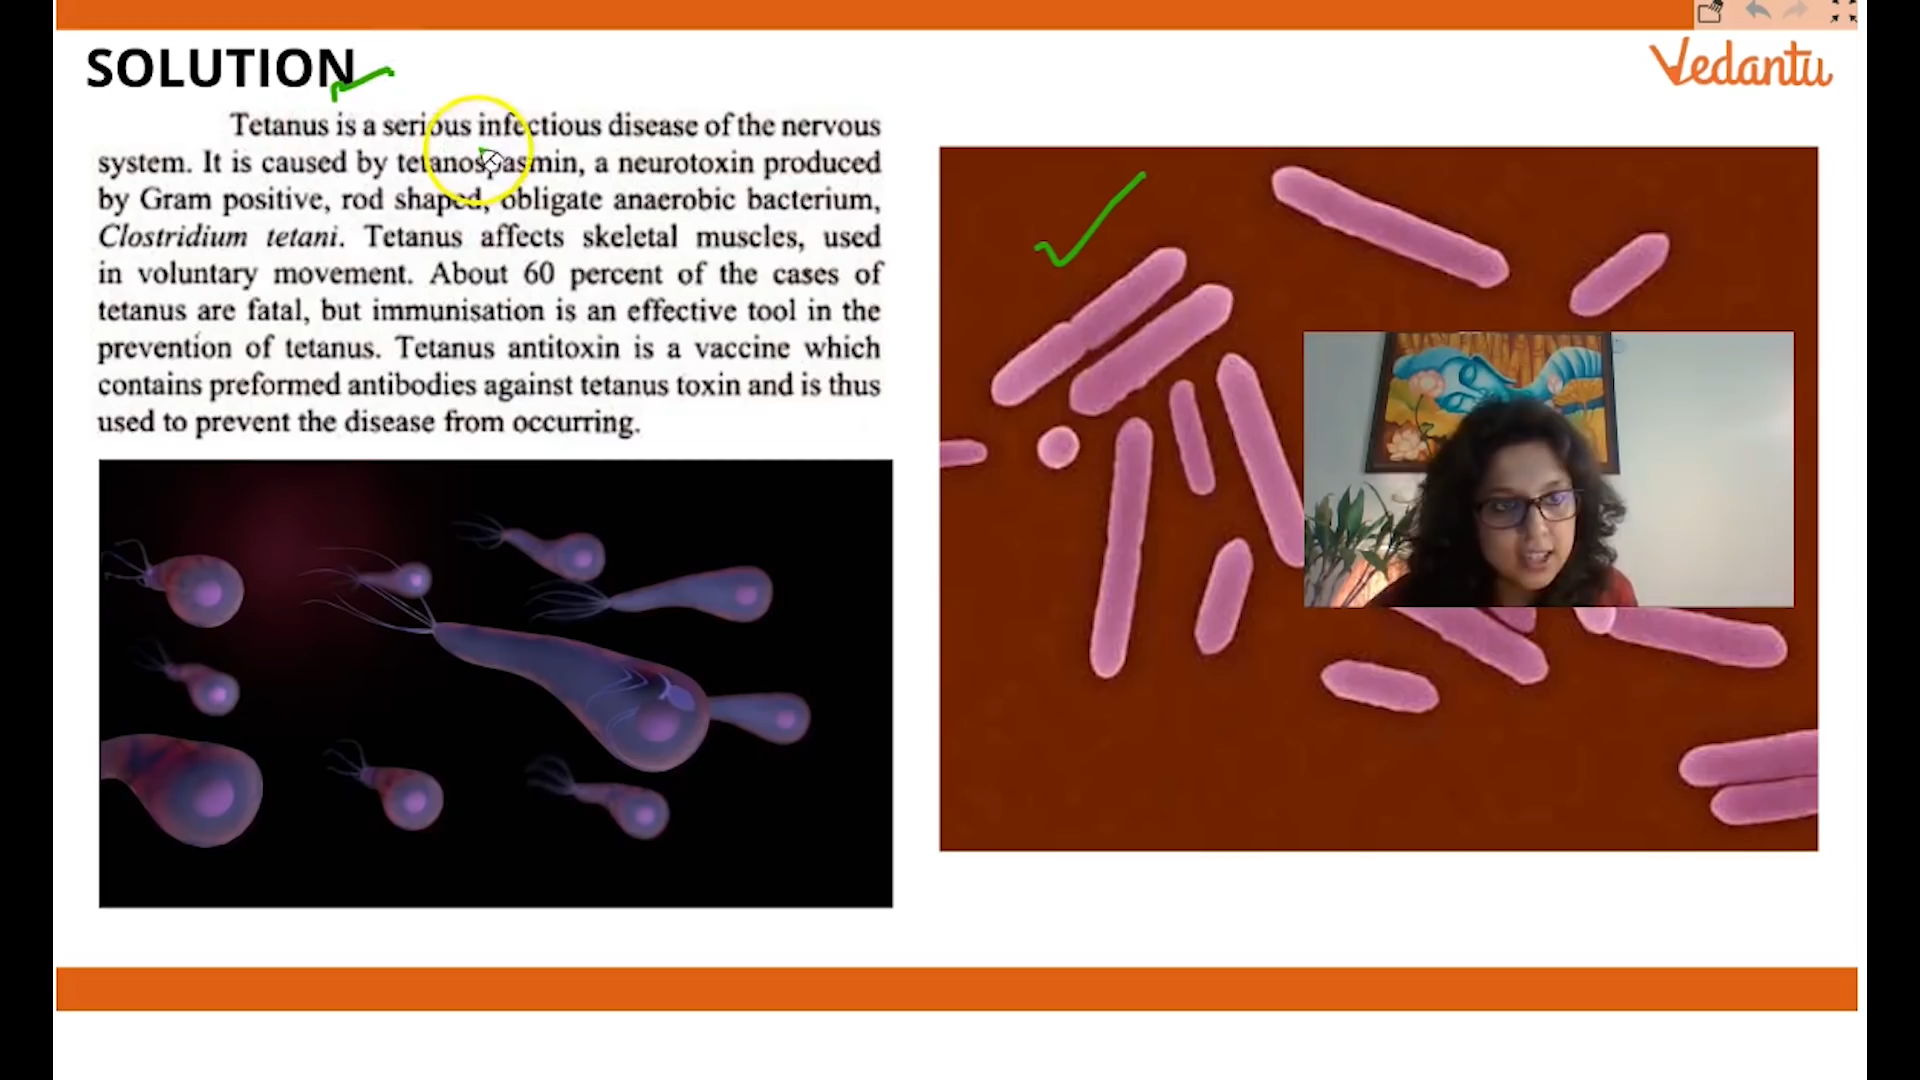 SOLUTION
Vedantu
Tetanus is a serious infectious disease of the nervous
system. It is caused by tetanospasmin, a neurotoxin produced
by Gram positive, rod shaped, obligate anaerobic bacterium,
Clostridium tetani. Tetanus affects skeletal muscles, used
in voluntary movement. About 60 percent of the cases of
tetanus are fatal, but immunisation is an effective tool in the
prevention of tetanus. Tetanus antitoxin is a vaccine which
contains preformed antibodies against tetanus toxin and is thus
used to prevent the disease from occurring.